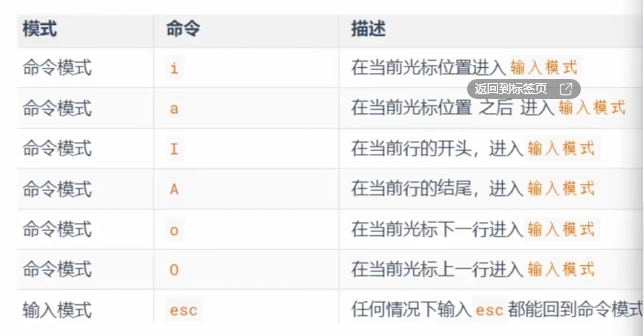 模式 命令 描述
命令模式 i 在当前光标位置进入 输入模式
返回到标签页
命令模式 a 在当前光标位置 之后 进入 输入模式
命令模式 I 在当前行的开头，进入 输入模式
命令模式 A 在当前行的结尾，进入 输入模式
命令模式 o 在当前光标下一行进入 输入模式
命令模式 O 在当前光标上一行进入 输入模式
输入模式 esc 任何情况下输入 esc 都能回到命令模式